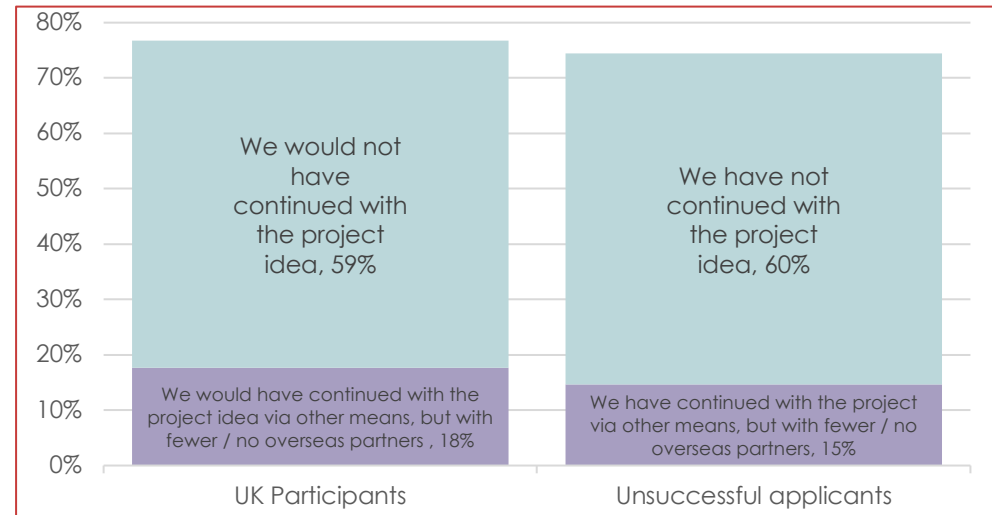 80%
70%
60%
50%
40%
30%
20%
10%
0%
We would not
have
continued with
the project
idea, 59%
We have not
continued with
the project
idea, 60%
We would have continued with the
project idea via other means, but with
fewer / no overseas partners , 18%
We have continued with the project
via other means, but with fewer / no
overseas partners, 15%
UK Participants
Unsuccessful applicants